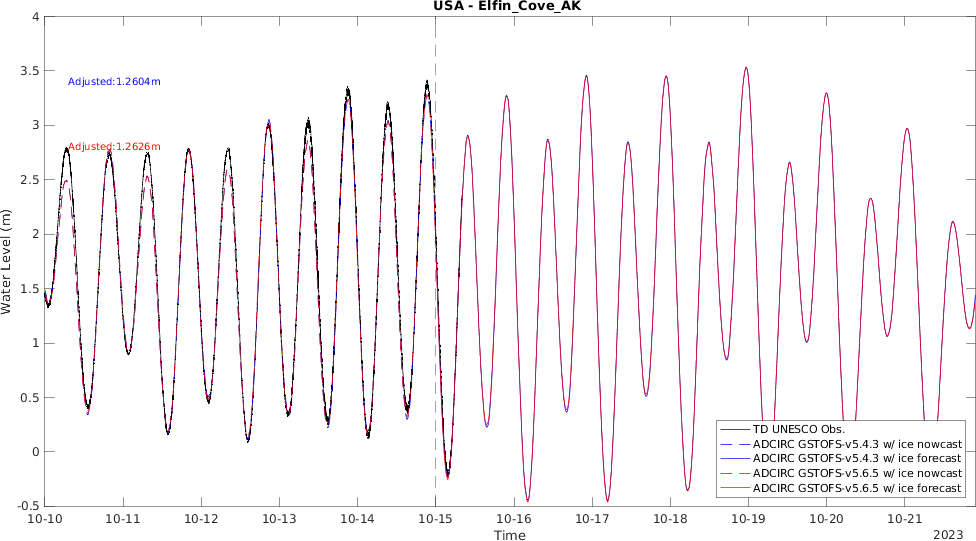 USA - Elfin_Cove_AK
4
3.5
3
2.5
2
1.5
1
0.5
0
-0.5
Water Level (m)
Adjusted:1.2604m
Adjusted:1.2626m
TD UNESCO Obs.
ADCIRC GSTOFS-v5.4.3 w/ ice nowcast
ADCIRC GSTOFS-v5.4.3 w/ ice forecast
ADCIRC GSTOFS-v5.6.5 w/ ice nowcast
ADCIRC GSTOFS-v5.6.5 w/ ice forecast
10-10 10-11 10-12 10-13 10-14 10-15 10-16 10-17 10-18 10-19 10-20 10-21
Time
2023